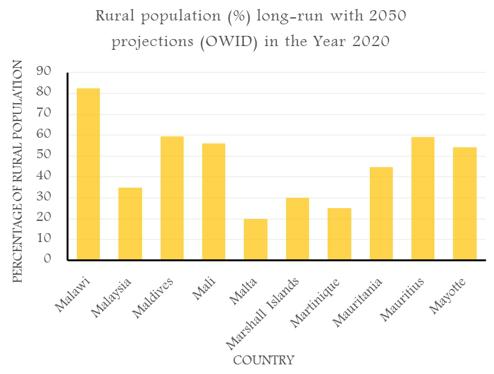 Rural population (%) long-run with 2050
projections (OWID) in the Year 2020
PERCENTAGE OF RURAL POPULATION
90
80
70
60
50
40
30
20
10
0
Malawi
Malaysia
Maldives
Mali
Malta
Marshall Islands
Martinique
Mauritania
Mauritius
Mayotte
COUNTRY